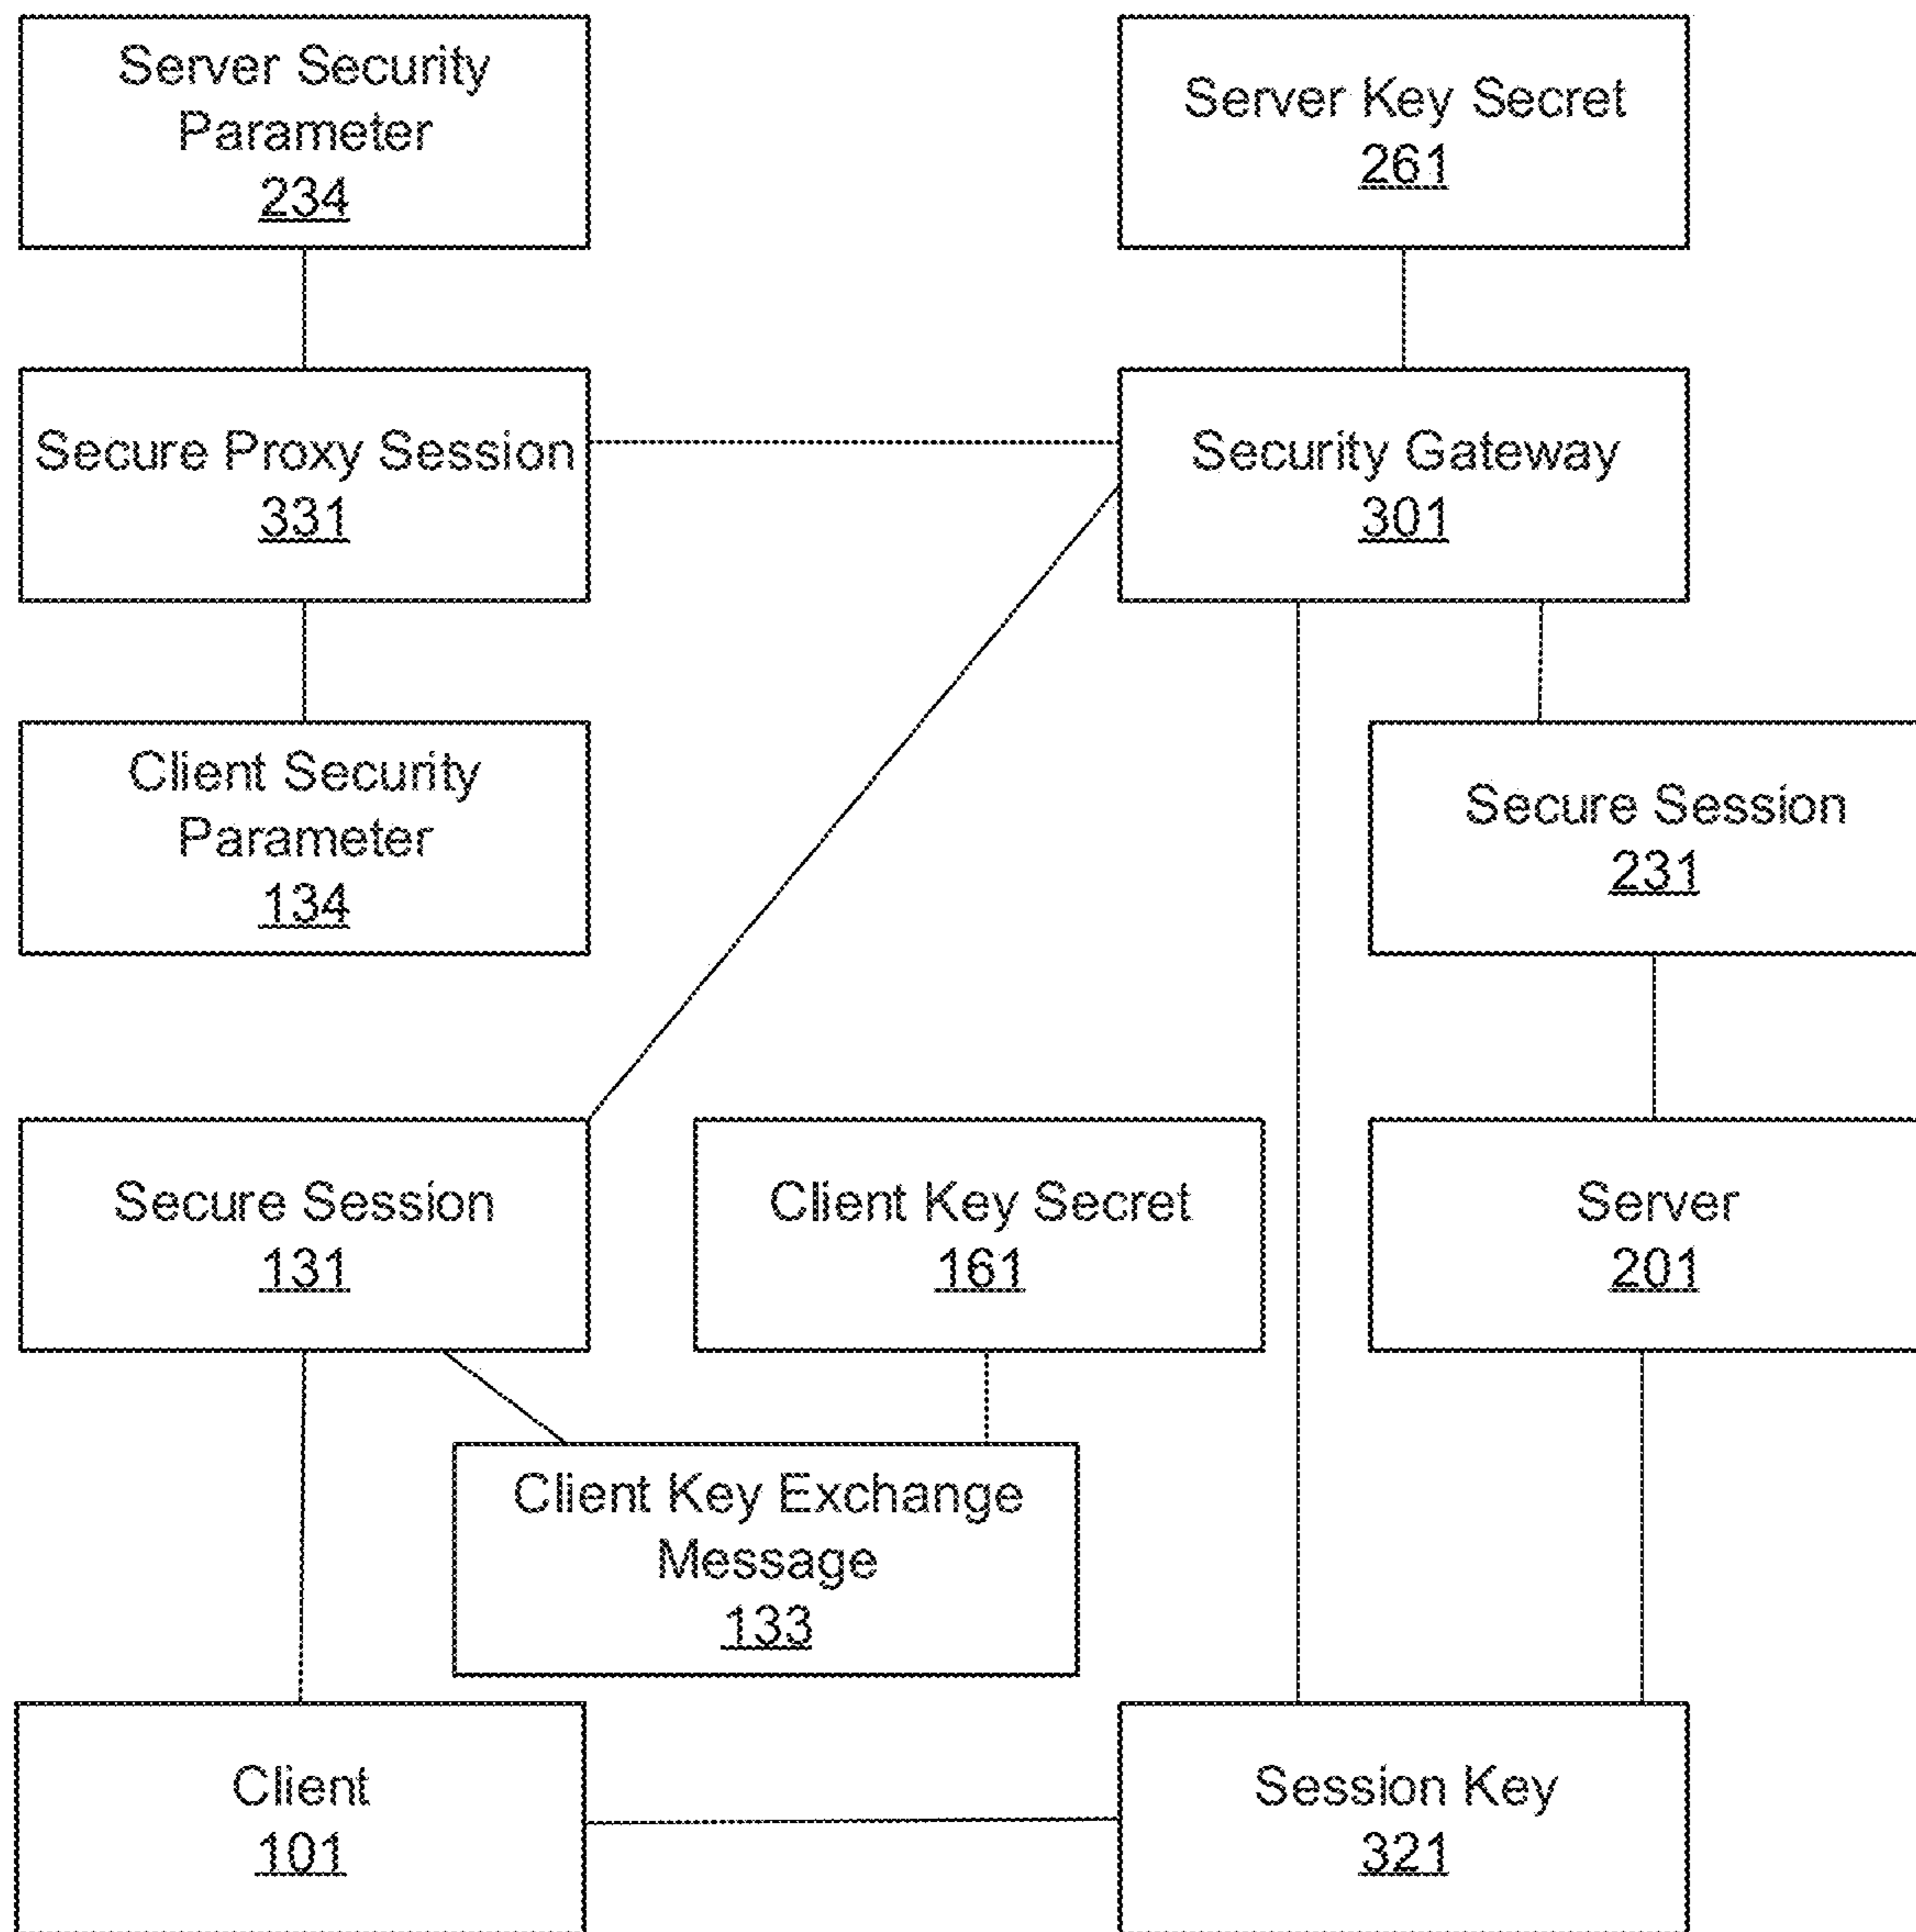 Server Security
Parameter
234
Server Key Secret
261
Secure Proxy Session
331
Security Gateway
301
Client Security
Parameter
134
Secure Session
231
Secure Session
131
Client Key Secret
161
Server
201
Client Key Exchange
Message
133
Client
101
Session Key
321